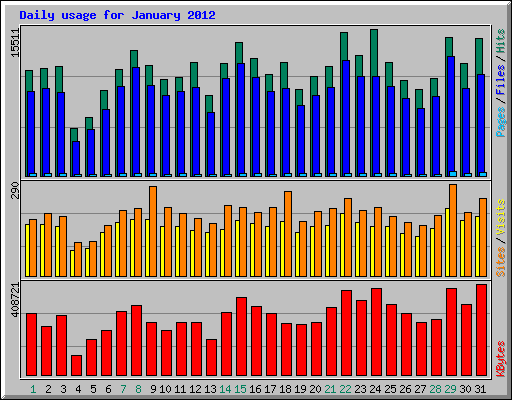 Daily usage for January 2012
15511
Pages / Files / Hits
290
Sites / Visits
408721
KBytes
1 2 3 4 5 6 7 8 9 10 11 12 13 14 15 16 17 18 19 20 21 22 23 24 25 26 27 28 29 30 31